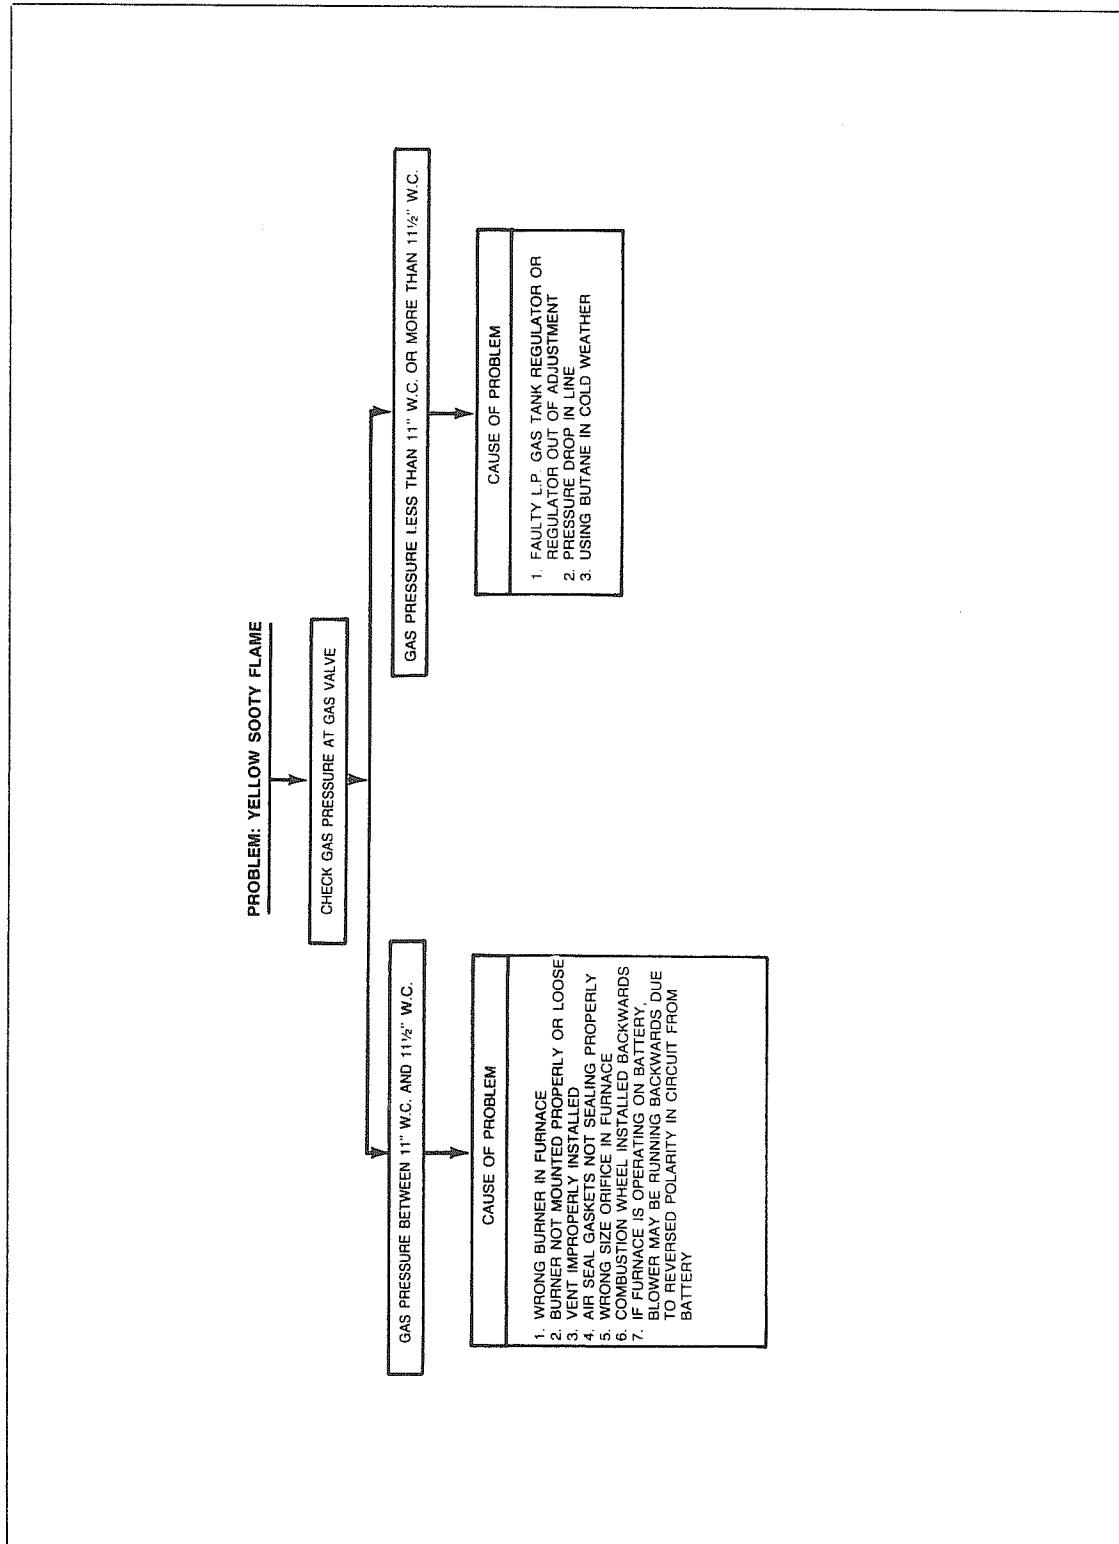 PROBLEM: YELLOW SOOTY FLAME
CHECK GAS PRESSURE AT GAS VALVE
GAS PRESSURE BETWEEN 11" W.C. AND 11½" W.C.
CAUSE OF PROBLEM
1. WRONG BURNER IN FURNACE
2. BURNER NOT MOUNTED PROPERLY OR LOOSE
3. VENT IMPROPERLY INSTALLED
4. AIR SEAL GASKETS NOT SEALING PROPERLY
5. WRONG SIZE ORIFICE IN FURNACE
6. COMBUSTION WHEEL INSTALLED BACKWARDS
7. IF FURNACE IS OPERATING ON BATTERY,
BLOWER MAY BE RUNNING BACKWARDS DUE
TO REVERSED POLARITY IN CIRCUIT FROM
BATTERY
GAS PRESSURE LESS THAN 11" W.C. OR MORE THAN 11½" W.C.
CAUSE OF PROBLEM
1. FAULTY L.P. GAS TANK REGULATOR OR
REGULATOR OUT OF ADJUSTMENT
2. PRESSURE DROP IN LINE
3. USING BUTANE IN COLD WEATHER